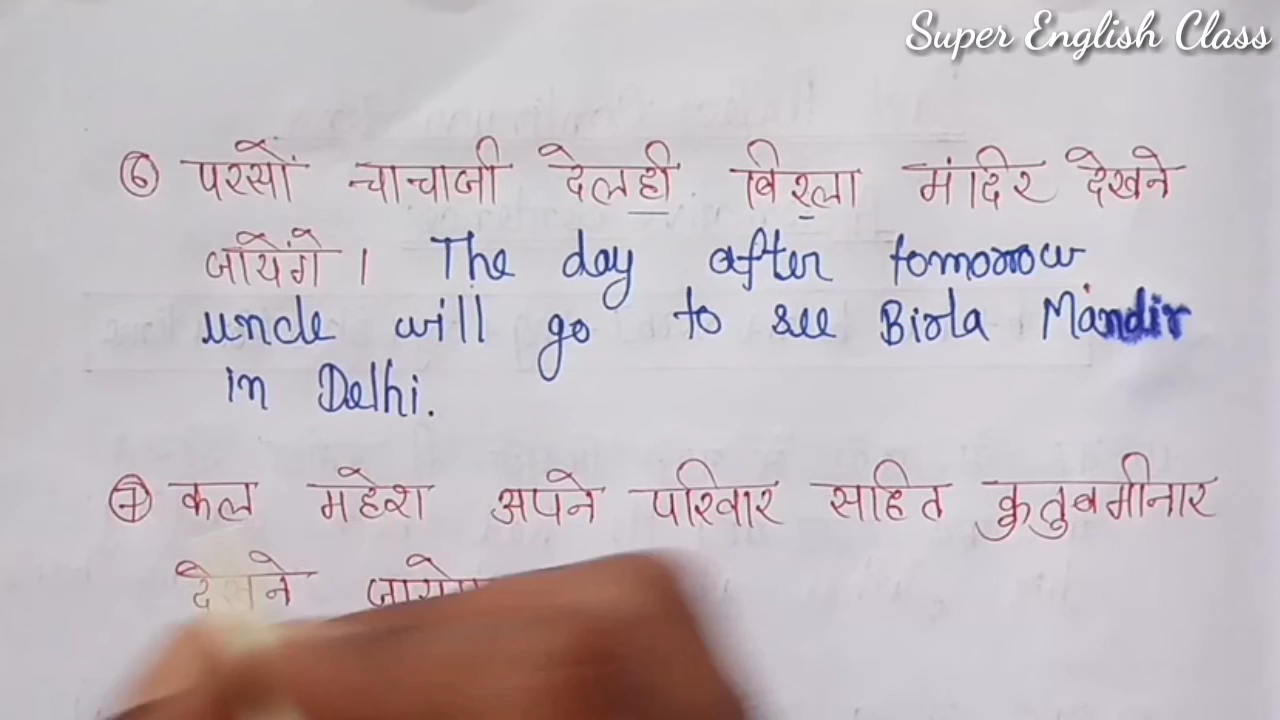 Super English Class
⑥ परसों चाचाजी देलही बिरला मंदिर देखने
जायेंगे । The day after tomorrow
uncle will go to see Birla Mandir
in Delhi.
⑦ कल महेश अपने परिवार सहित कुतुबमीनार
देखने